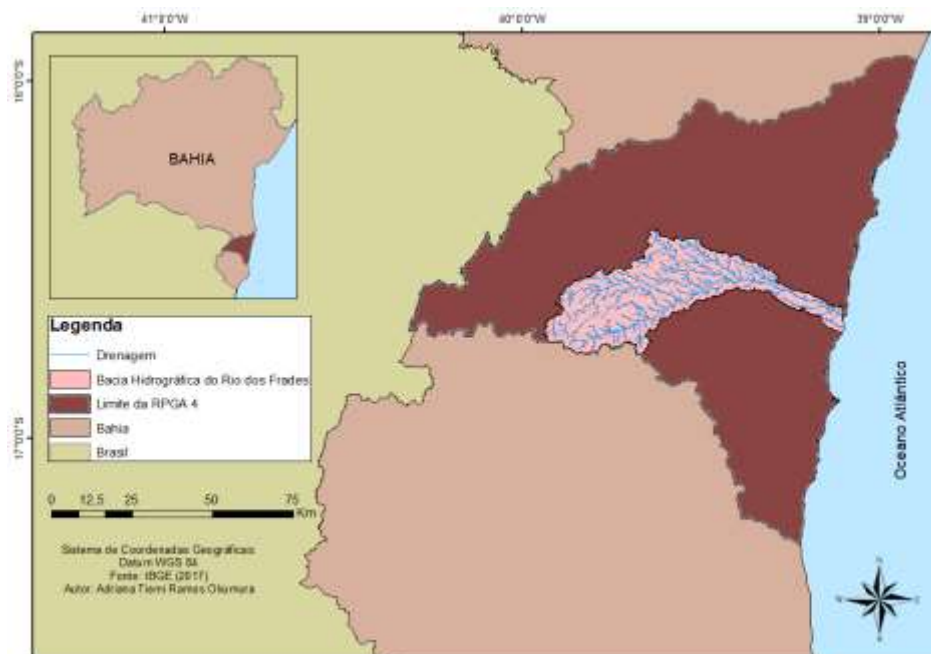 41°0'0"W
40°0'0"W
39°0'0"W
16°0'0"S
17°0'0"S
BAHIA
Legenda
Drenagem
Bacia Hidrográfica do Rio dos Frades
Limite da RPGA 4
Bahia
Brasil
0 12.5 25 50 75
Km
Sistema de Coordenadas Geográficas
Datum WGS 84
Fonte: IBGE (2017)
Autor: Adriana Tiemi Ramos Okumura
Oceano Atlântico
N
S